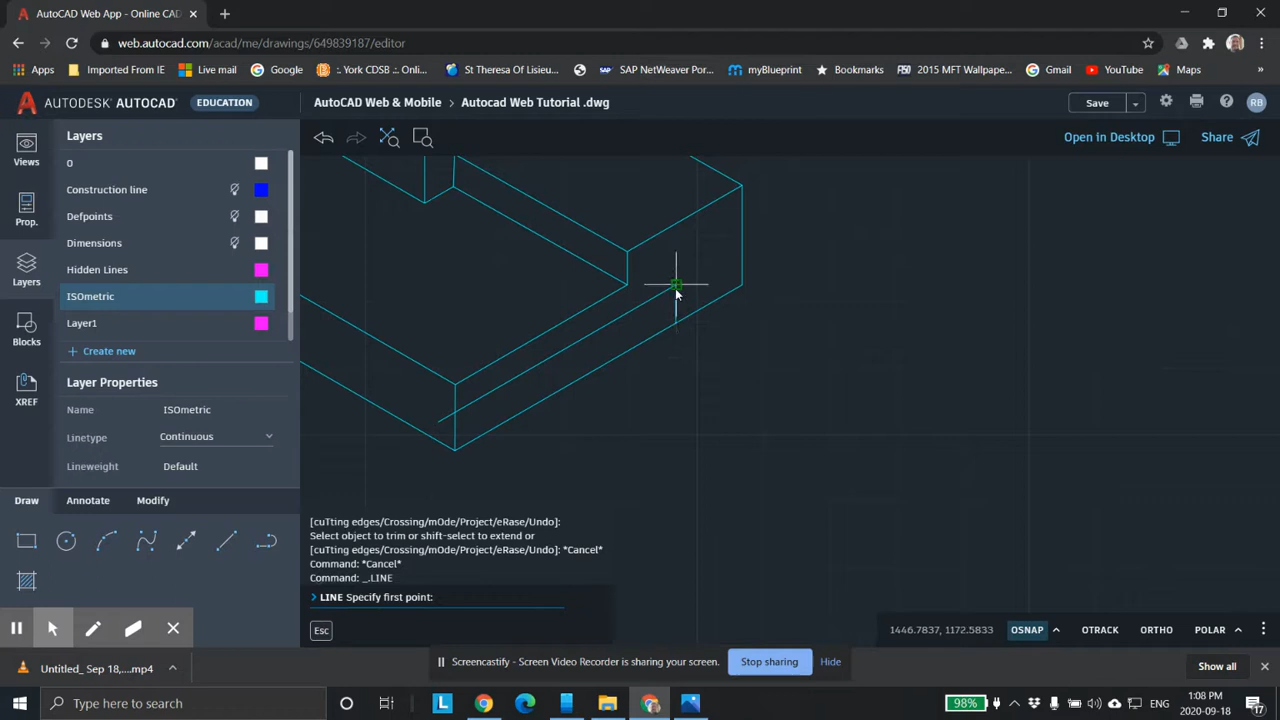 AutoCAD Web App - Online CAD
web.autocad.com/acad/me/drawings/649839187/editor
Apps Imported From IE Live mail Google : York CDSB :. Onli... St Theresa Of Lisieu... SAP NetWeaver Por... myBlueprint Bookmarks 2015 MFT Wallpape... Gmail YouTube Maps
AUTODESK® AUTOCAD® EDUCATION AutoCAD Web & Mobile > Autocad Web Tutorial .dwg Save RB
Open in Desktop Share
Views
Prop.
Layers
Blocks
XREF
Layers
0
Construction line
Defpoints
Dimensions
Hidden Lines
ISOmetric
Layer1
+ Create new
Layer Properties
Name ISOmetric
Linetype Continuous
Lineweight Default
Draw Annotate Modify
[cuTting edges/Crossing/mOde/Project/eRase/Undo]:
Select object to trim or shift-select to extend or
[cuTting edges/Crossing/mOde/Project/eRase/Undo]: *Cancel*
Command: *Cancel*
Command: _.LINE
> LINE Specify first point:
Esc
1446.7837, 1172.5833 OSNAP OTRACK ORTHO POLAR
Untitled_Sep 18,....mp4
Screencastify - Screen Video Recorder is sharing your screen. Stop sharing Hide
Show all
Type here to search
98% ENG 1:08 PM
2020-09-18 17